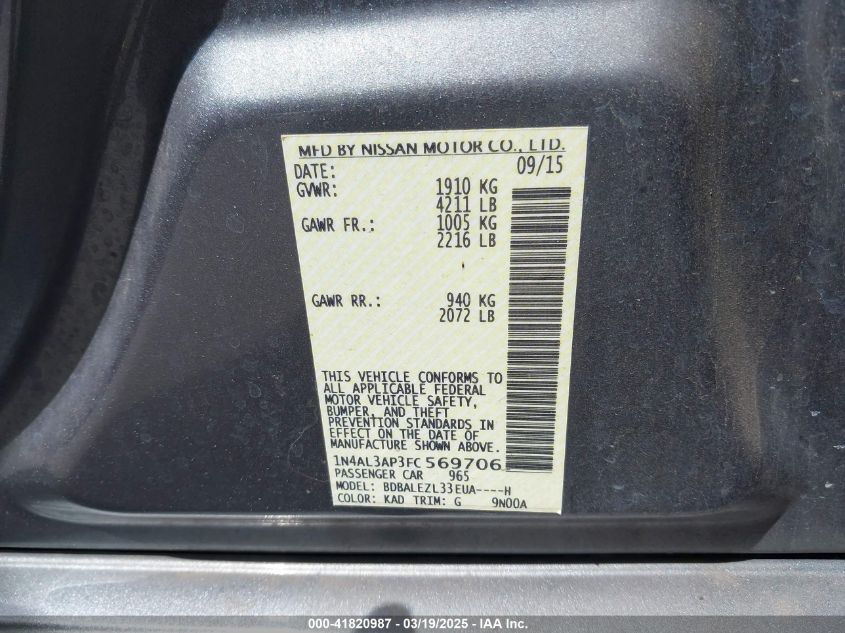 MFD BY NISSAN MOTOR CO., LTD.
DATE: 09/15
GVWR: 1910 KG
4211 LB
GAWR FR.: 1005 KG
2216 LB
GAWR RR.: 940 KG
2072 LB
THIS VEHICLE CONFORMS TO
ALL APPLICABLE FEDERAL
MOTOR VEHICLE SAFETY,
BUMPER, AND THEFT
PREVENTION STANDARDS IN
EFFECT ON THE DATE OF
MANUFACTURE SHOWN ABOVE.
1N4AL3AP3FC569706
PASSENGER CAR 965
MODEL: BDBALEZL33EUA----H
COLOR: KAD TRIM: G 9N00A
000-41820987 - 03/19/2025 - IAA Inc.